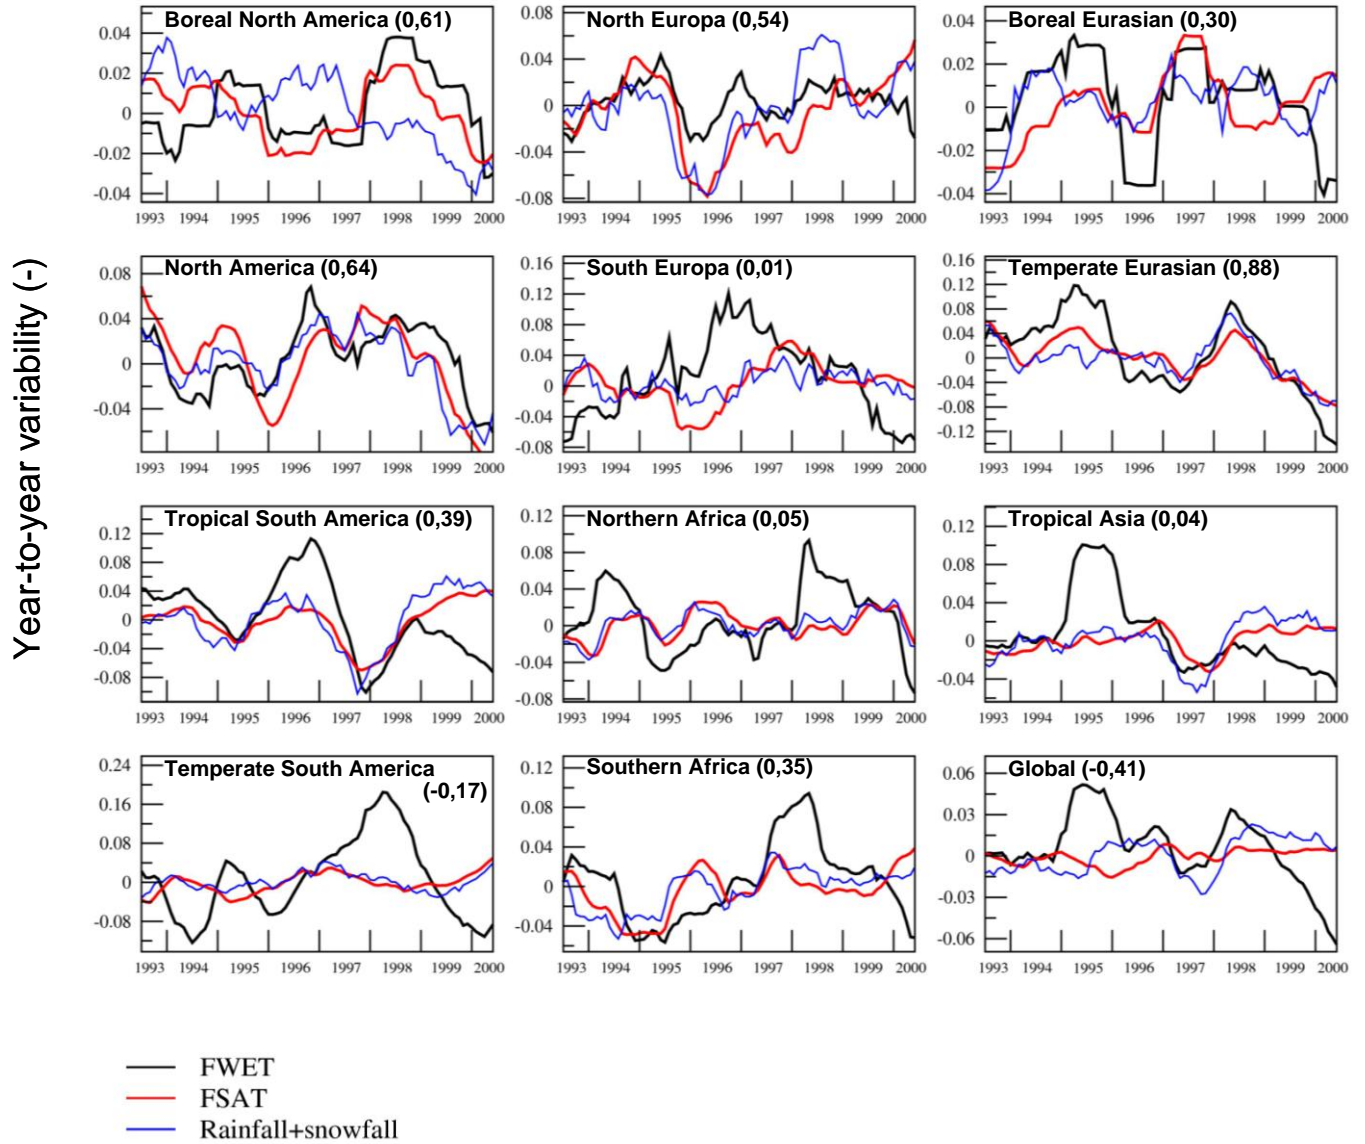 Year-to-year variability (-)
Boreal North America (0,61)
0.04
0.02
0
-0.02
-0.04
1993 1994 1995 1996 1997 1998 1999 2000
North Europa (0,54)
0.08
0.04
0
-0.04
-0.08
1993 1994 1995 1996 1997 1998 1999 2000
Boreal Eurasian (0,30)
0.04
0.02
0
-0.02
-0.04
1993 1994 1995 1996 1997 1998 1999 2000
North America (0,64)
0.08
0.04
0
-0.04
1993 1994 1995 1996 1997 1998 1999 2000
South Europa (0,01)
0.16
0.12
0.08
0.04
0
-0.04
-0.08
1993 1994 1995 1996 1997 1998 1999 2000
Temperate Eurasian (0,88)
0.16
0.12
0.08
0.04
0
-0.04
-0.08
-0.12
1993 1994 1995 1996 1997 1998 1999 2000
Tropical South America (0,39)
0.12
0.08
0.04
0
-0.04
-0.08
1993 1994 1995 1996 1997 1998 1999 2000
Northern Africa (0,05)
0.12
0.08
0.04
0
-0.04
-0.08
1993 1994 1995 1996 1997 1998 1999 2000
Tropical Asia (0,04)
0.12
0.08
0.04
0
-0.04
1993 1994 1995 1996 1997 1998 1999 2000
Temperate South America
(-0,17)
0.24
0.16
0.08
0
-0.08
1993 1994 1995 1996 1997 1998 1999 2000
Southern Africa (0,35)
0.12
0.08
0.04
0
-0.04
1993 1994 1995 1996 1997 1998 1999 2000
Global (-0,41)
0.06
0.03
0
-0.03
-0.06
1993 1994 1995 1996 1997 1998 1999 2000
FWET
FSAT
Rainfall+snowfall